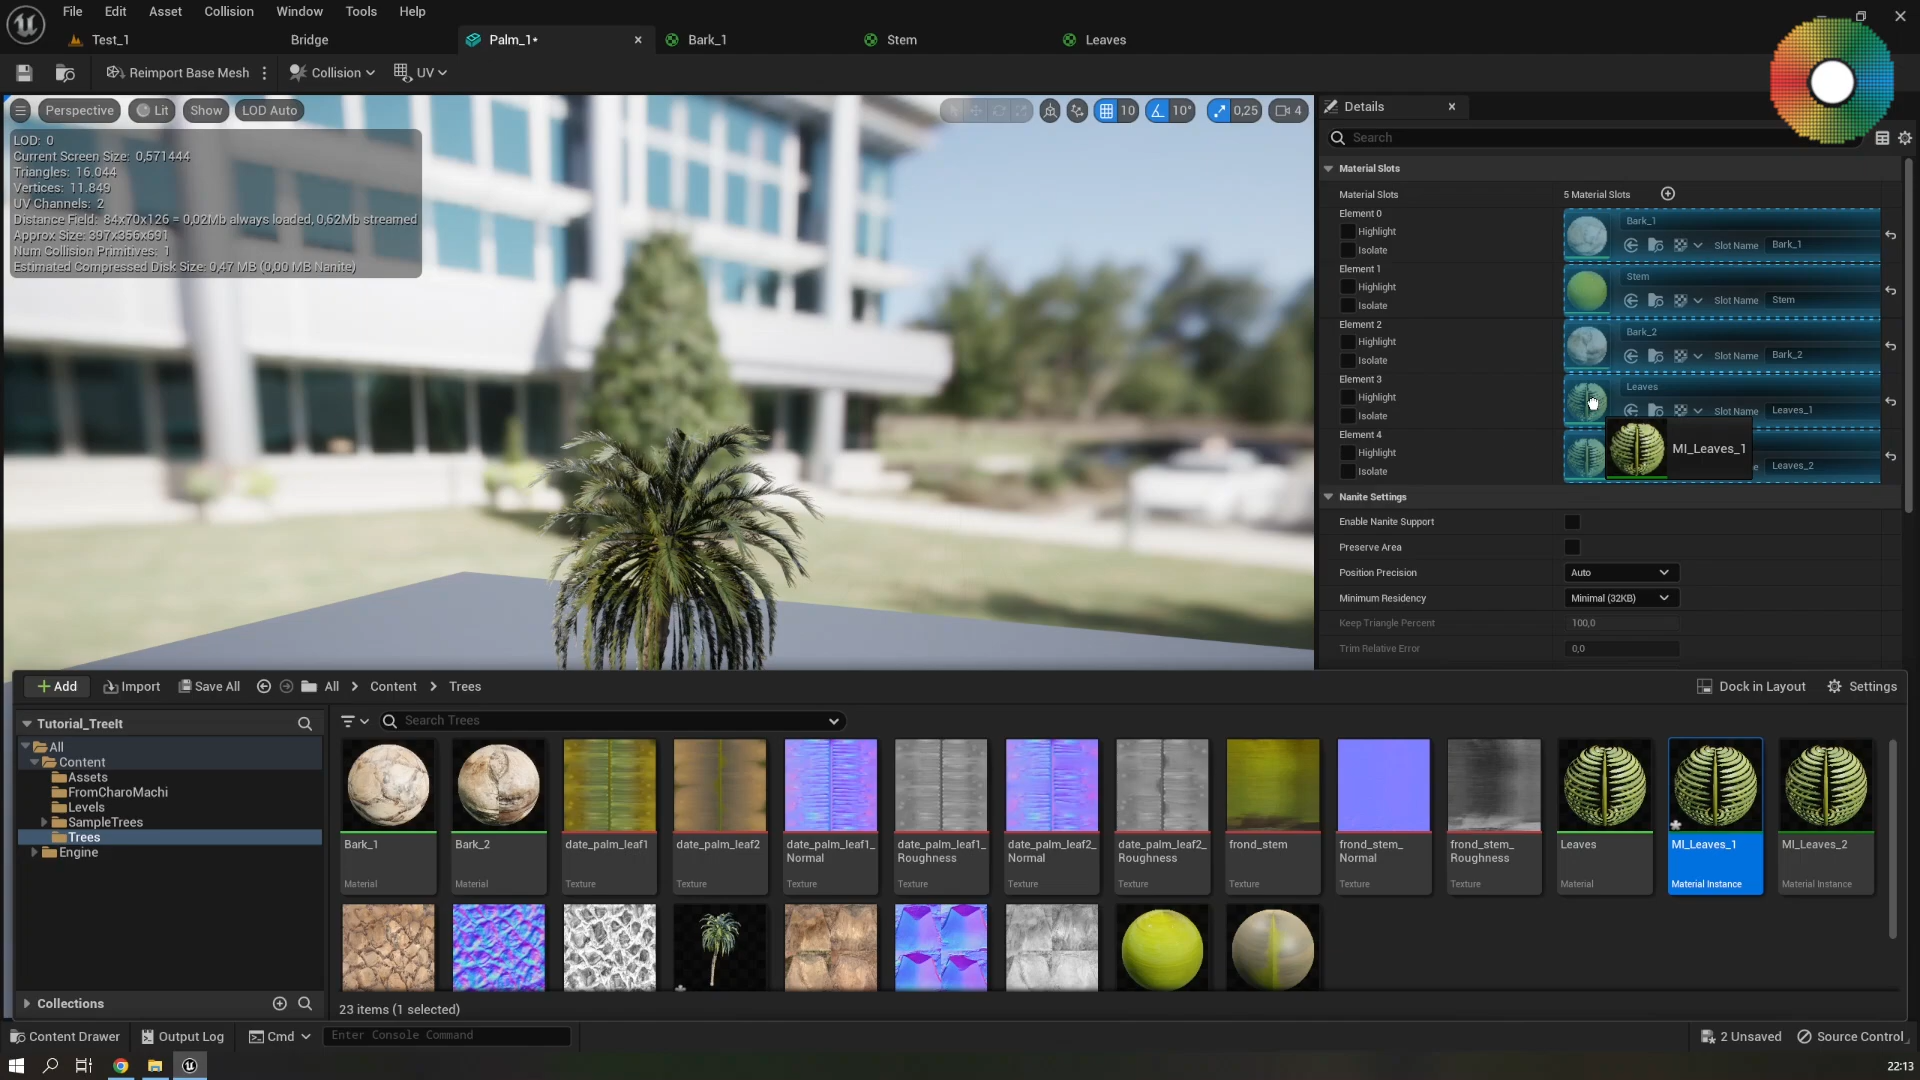 File Edit Asset Collision Window Tools Help
Test_1 Bridge Palm_1• Bark_1 Stem Leaves
Reimport Base Mesh Collision UV
Perspective Lit Show LOD Auto 10 10° 0,25 4
LOD: 0
Current Screen Size: 0,571444
Triangles: 16.044
Vertices: 11.849
UV Channels: 2
Distance Field: 84x70x126 = 0,02Mb always loaded, 0,62Mb streamed
Approx Size: 397x356x691
Num Collision Primitives: 1
Estimated Compressed Disk Size: 0,47 MB (0,00 MB Nanite)
Details
Search
Material Slots
Material Slots 5 Material Slots
Element 0 Bark_1
Highlight
Isolate Slot Name Bark_1
Element 1 Stem
Highlight
Isolate Slot Name Stem
Element 2 Bark_2
Highlight
Isolate Slot Name Bark_2
Element 3 Leaves
Highlight
Isolate Slot Name Leaves_1
Element 4
Highlight MI_Leaves_1
Isolate Leaves_2
Nanite Settings
Enable Nanite Support
Preserve Area
Position Precision Auto
Minimum Residency Minimal (32KB)
Keep Triangle Percent 100,0
Trim Relative Error 0,0
Add Import Save All All Content Trees Dock in Layout Settings
Tutorial_TreeIt
Search Trees
All
Content
Assets
FromCharoMachi
Levels
SampleTrees
Trees
Engine
Bark_1
Material
Bark_2
Material
date_palm_leaf1
Texture
date_palm_leaf2
Texture
date_palm_leaf1_
Normal
Texture
date_palm_leaf1_
Roughness
Texture
date_palm_leaf2_
Normal
Texture
date_palm_leaf2_
Roughness
Texture
frond_stem
Texture
frond_stem_
Normal
Texture
frond_stem_
Roughness
Texture
Leaves
Material
MI_Leaves_1
Material Instance
MI_Leaves_2
Material Instance
Collections
23 items (1 selected)
Content Drawer Output Log Cmd Enter Console Command 2 Unsaved Source Control
22:13